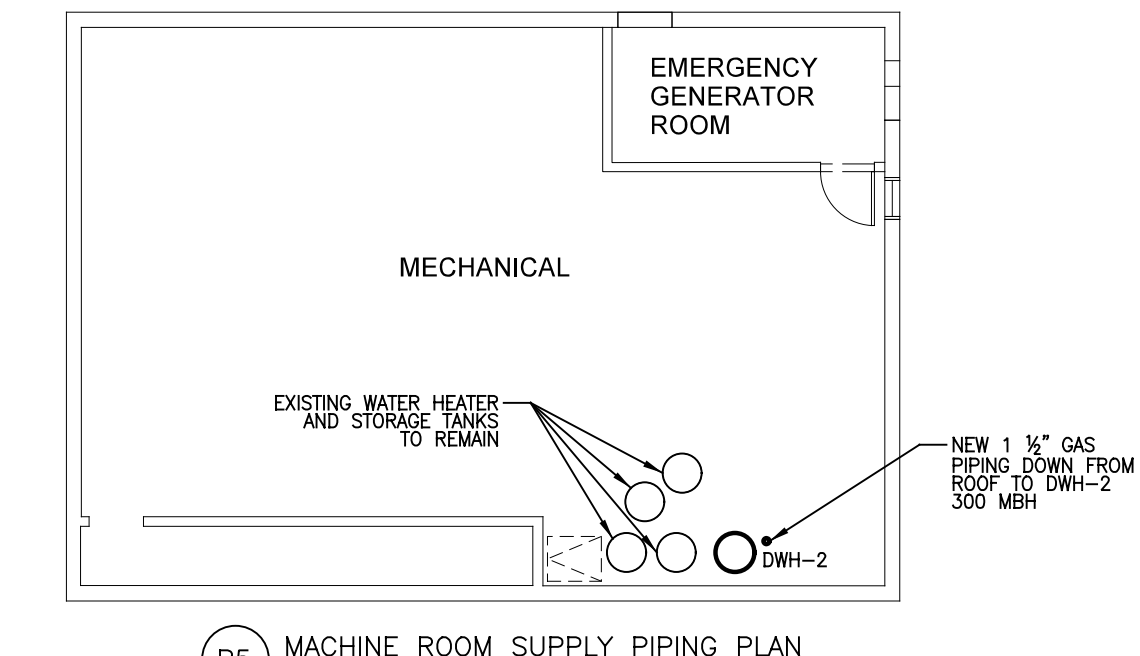 EMERGENCY
GENERATOR
ROOM
MECHANICAL
EXISTING WATER HEATER
AND STORAGE TANKS
TO REMAIN
NEW 1 ½" GAS
PIPING DOWN FROM
ROOF TO DWH-2
300 MBH
DWH-2
MACHINE ROOM SUPPLY PIPING PLAN